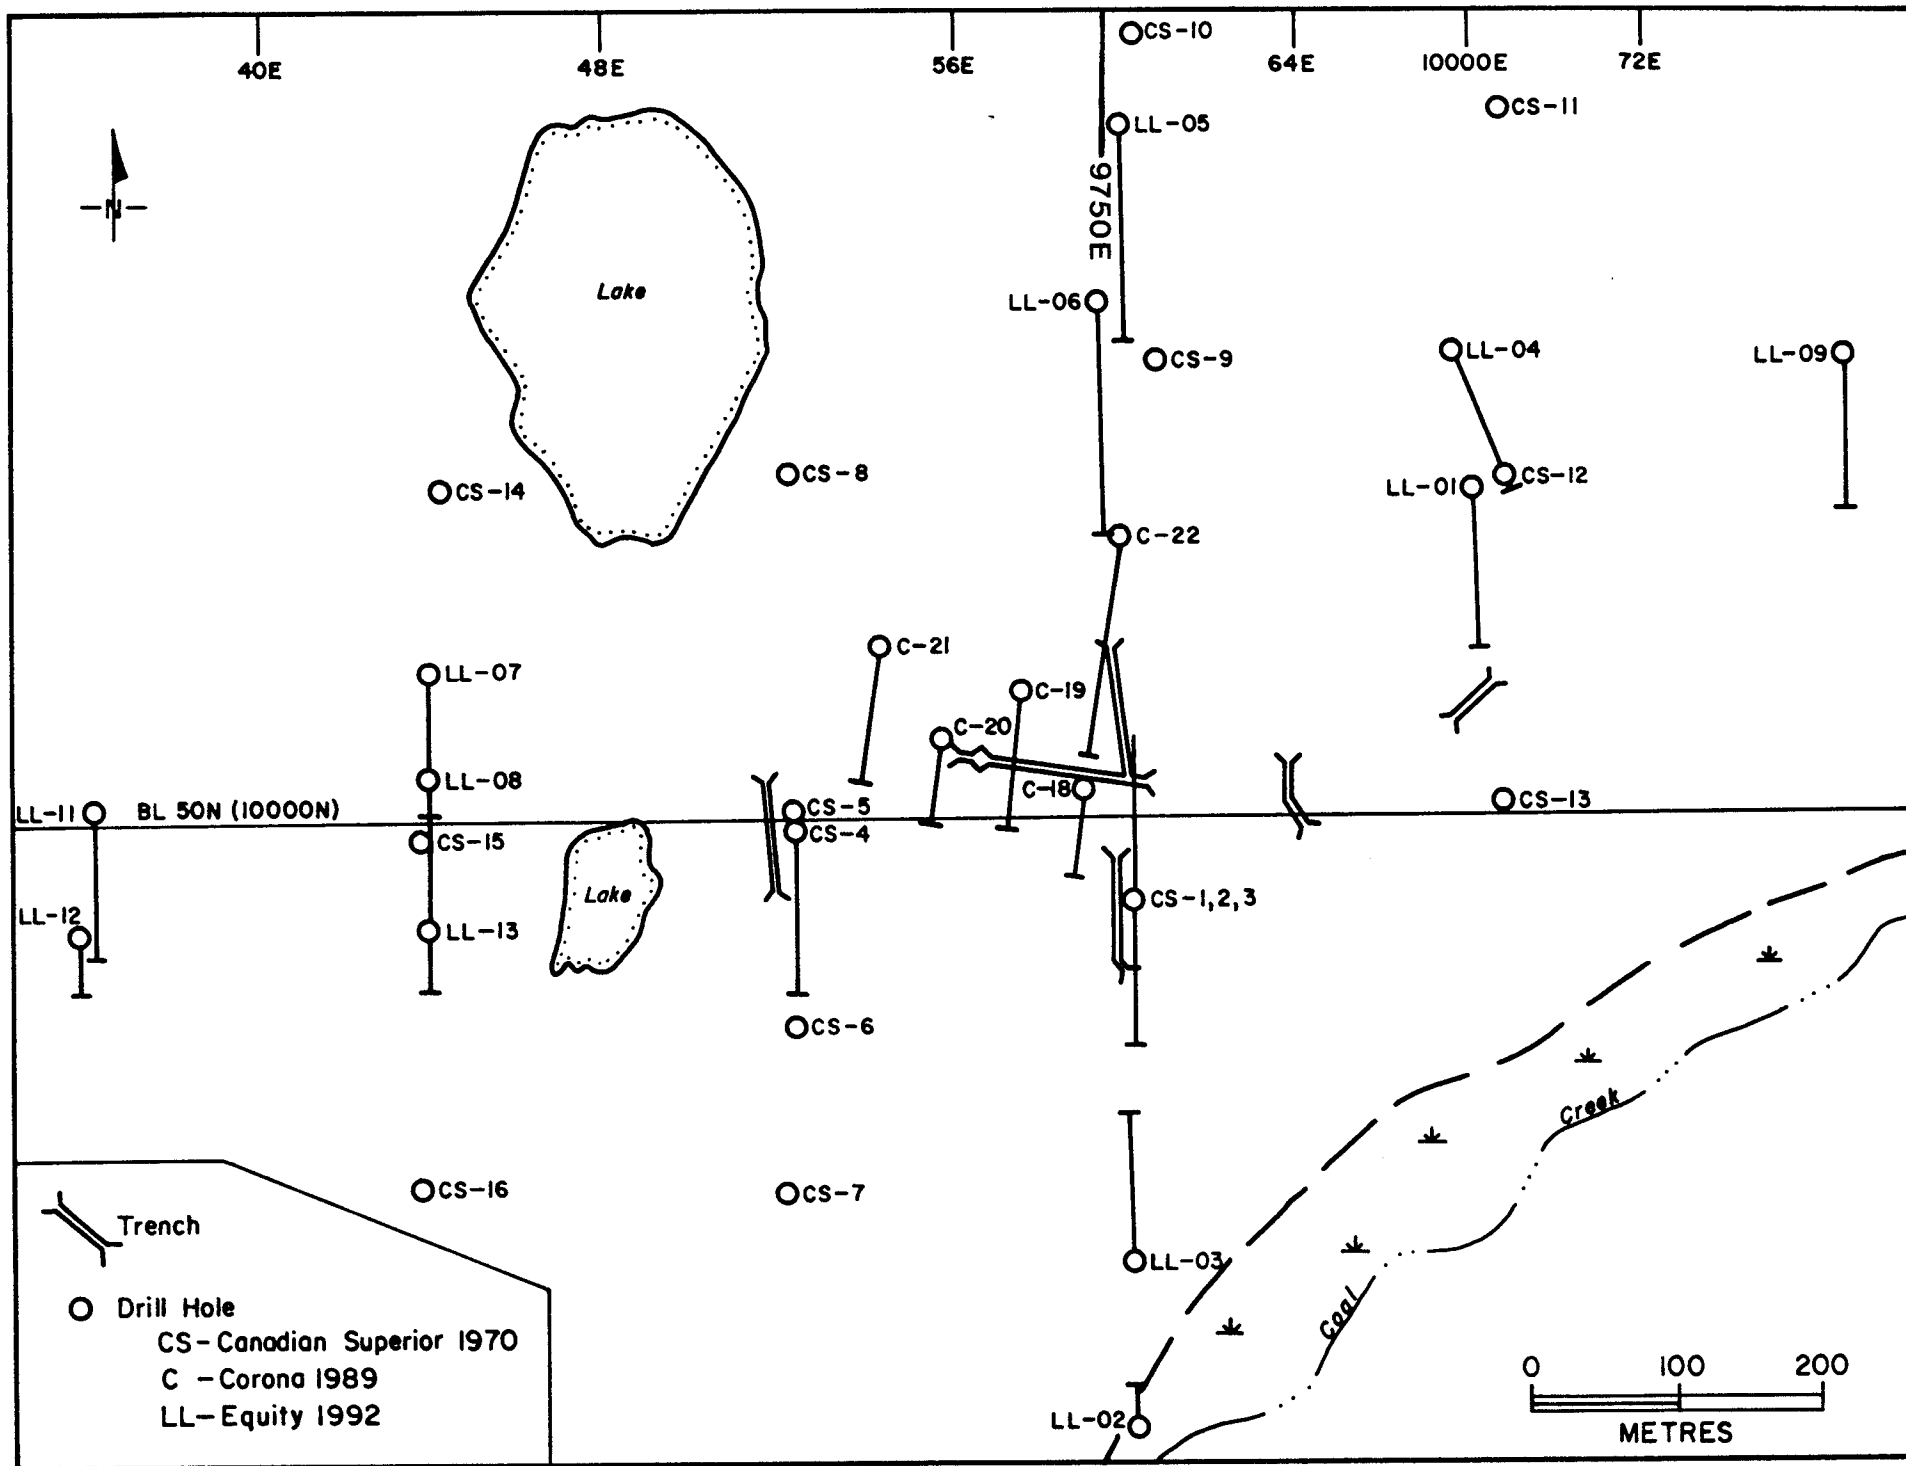 CS-10
40E 48E 56E 64E 10000E 72E
CS-11
LL-05
9750E
N
Lake
LL-06
CS-9
LL-04
LL-09
CS-8
CS-14
CS-12
LL-01
C-22
C-21
LL-07
C-19
C-20
LL-08
C-18
CS-5
CS-13
LL-11
BL 50N (10000N)
CS-4
CS-15
Lake
CS-1,2,3
LL-12
LL-13
CS-6
Creek
CS-16
CS-7
Trench
LL-03
Coal
Drill Hole
CS-Canadian Superior 1970
C -Corona 1989
LL-Equity 1992
LL-02
0 100 200
METRES